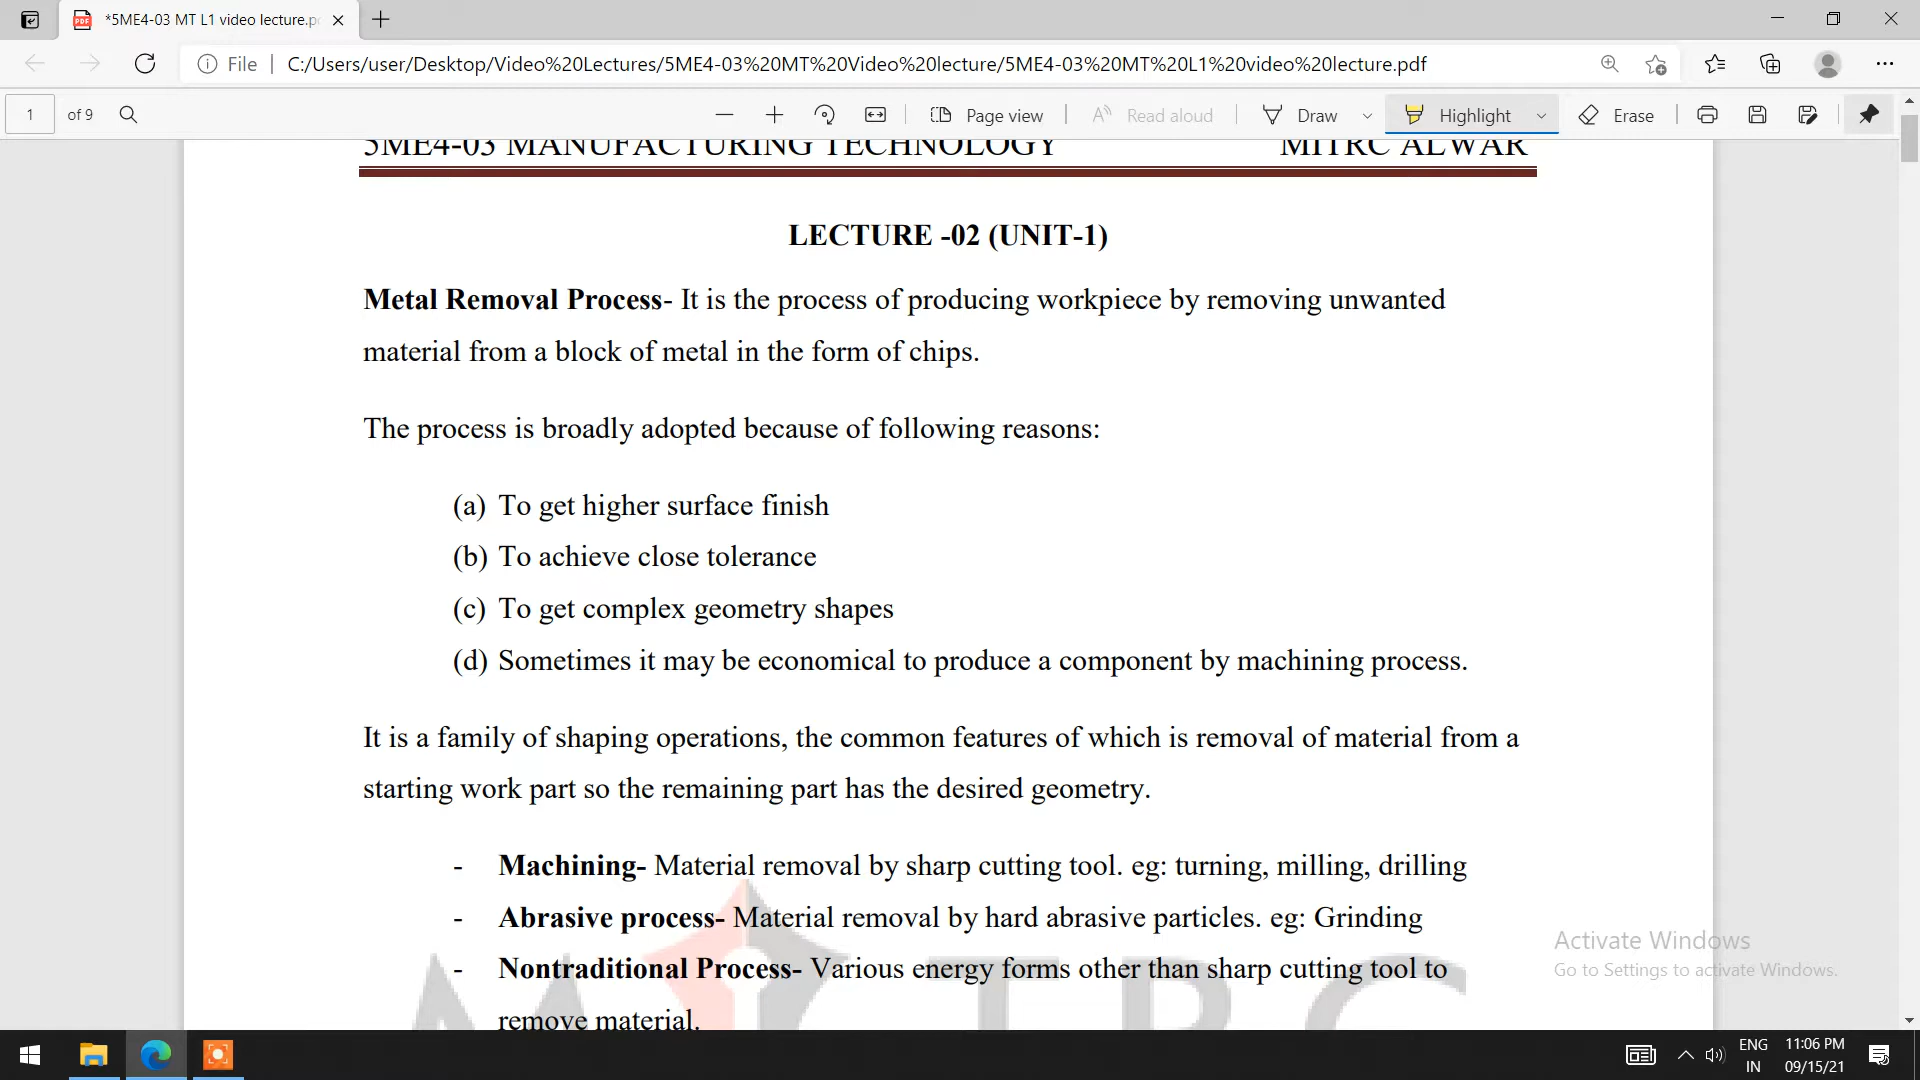 *5ME4-03 MT L1 video lecture.p
File
C:/Users/user/Desktop/Video%20Lectures/5ME4-03%20MT%20Video%20lecture/5ME4-03%20MT%20L1%20video%20lecture.pdf
1 of 9
Page view
Read aloud
Draw
Highlight
Erase
5ME4-03 MANUFACTURING TECHNOLOGY MITRC ALWAR
LECTURE -02 (UNIT-1)
Metal Removal Process- It is the process of producing workpiece by removing unwanted
material from a block of metal in the form of chips.
The process is broadly adopted because of following reasons:
(a) To get higher surface finish
(b) To achieve close tolerance
(c) To get complex geometry shapes
(d) Sometimes it may be economical to produce a component by machining process.
It is a family of shaping operations, the common features of which is removal of material from a
starting work part so the remaining part has the desired geometry.
- Machining- Material removal by sharp cutting tool. eg: turning, milling, drilling
- Abrasive process- Material removal by hard abrasive particles. eg: Grinding
- Nontraditional Process- Various energy forms other than sharp cutting tool to
remove material.
Activate Windows
Go to Settings to activate Windows.
ENG
IN
11:06 PM
09/15/21